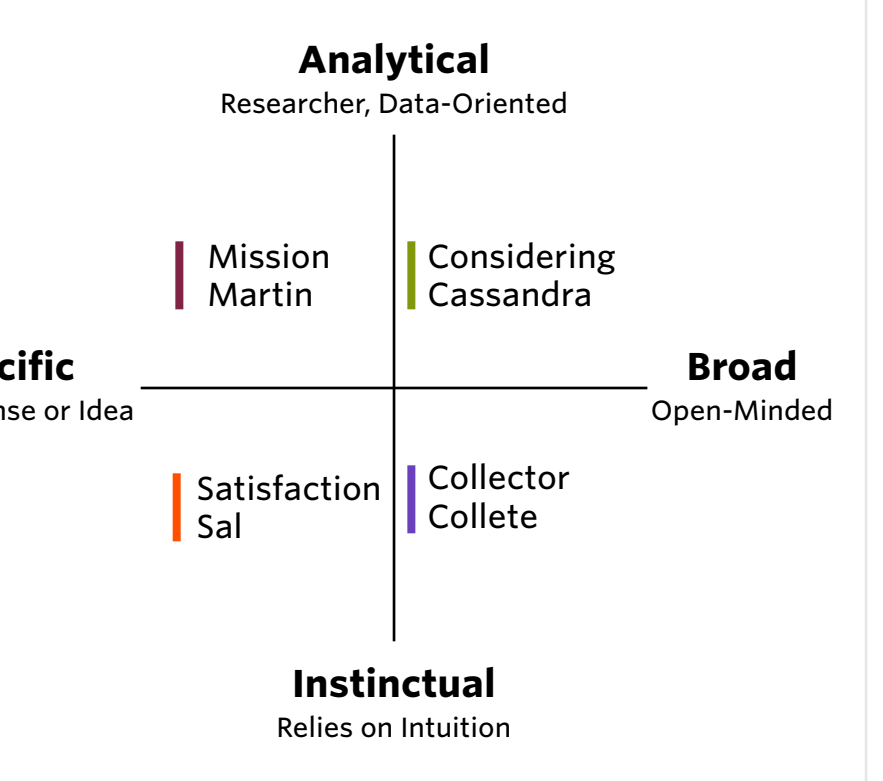 Analytical
Researcher, Data-Oriented
Mission
Martin
Considering
Cassandra
cific
Broad
nse or Idea
Open-Minded
Satisfaction
Sal
Collector
Collete
Instinctual
Relies on Intuition